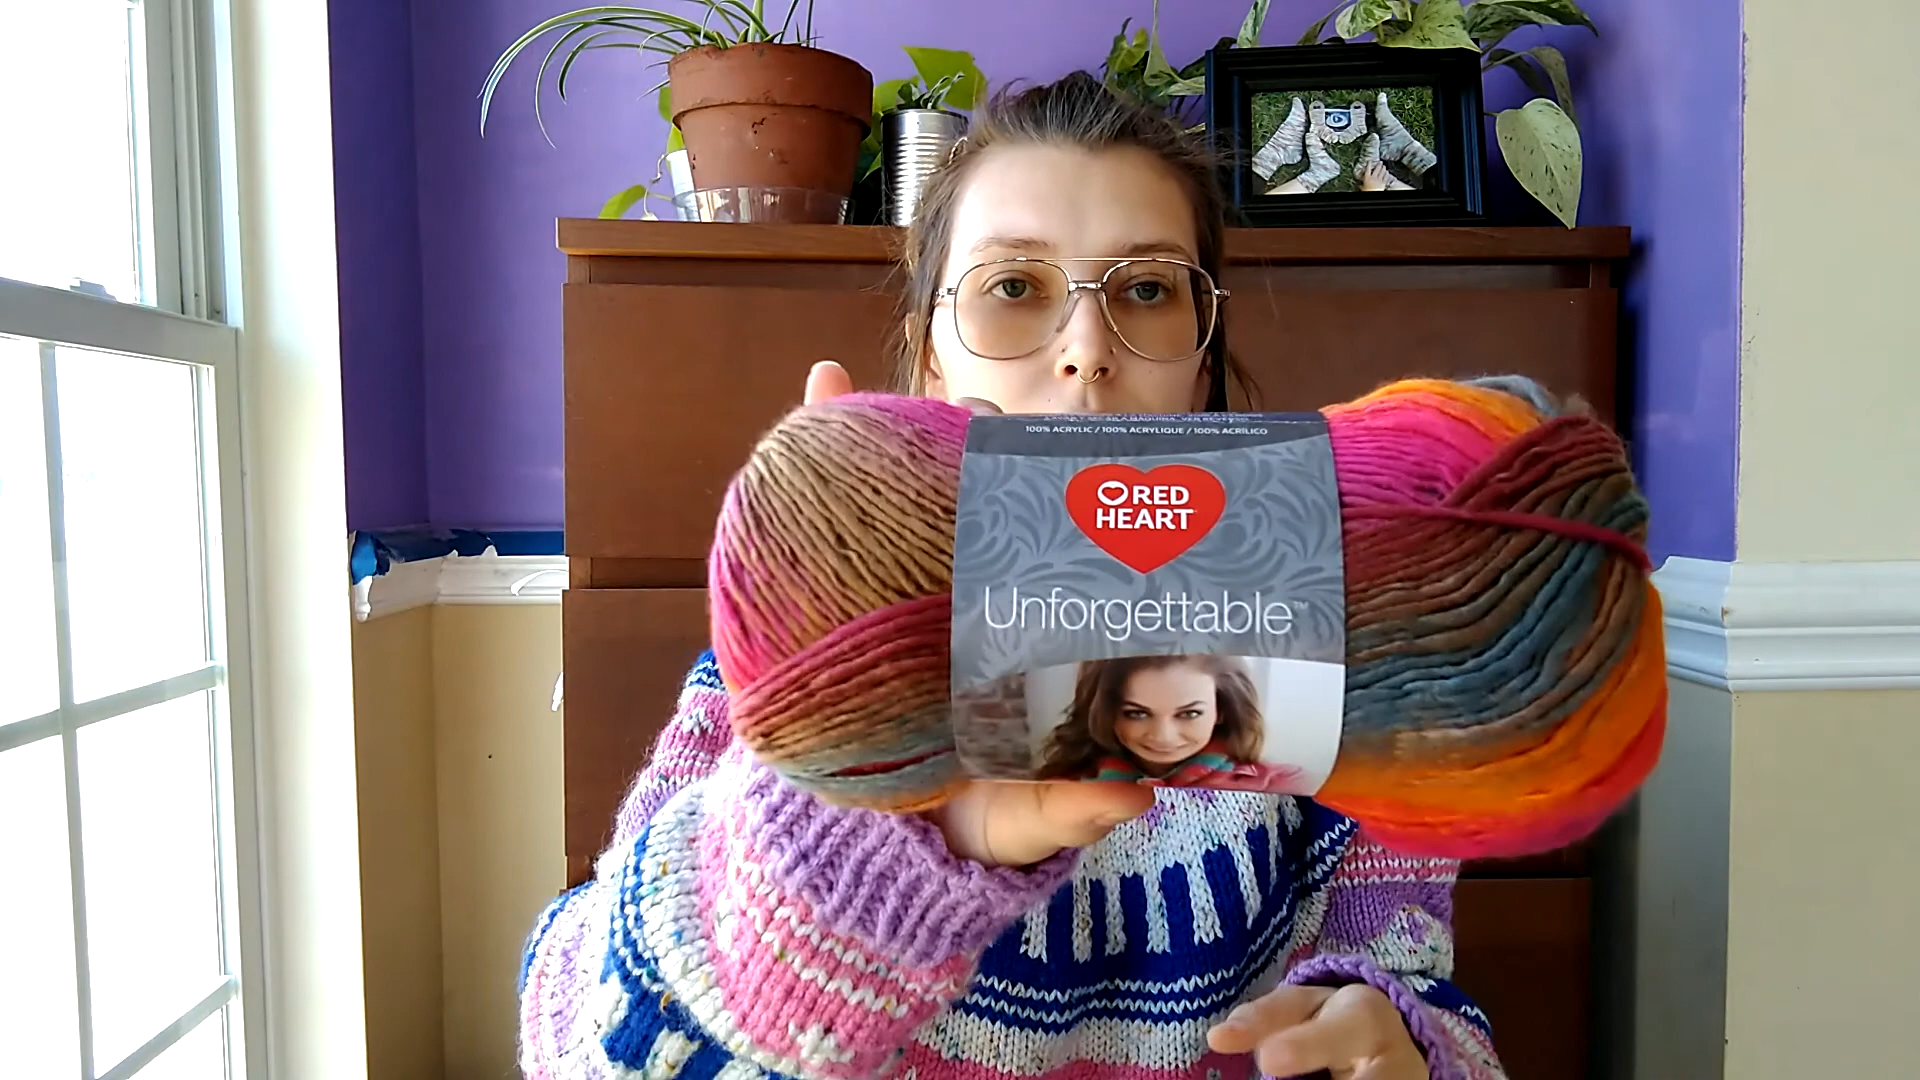 100% ACRYLIC / 100% ACRYLIQUE / 100% ACRÍLICO
RED
HEART
Unforgettable™